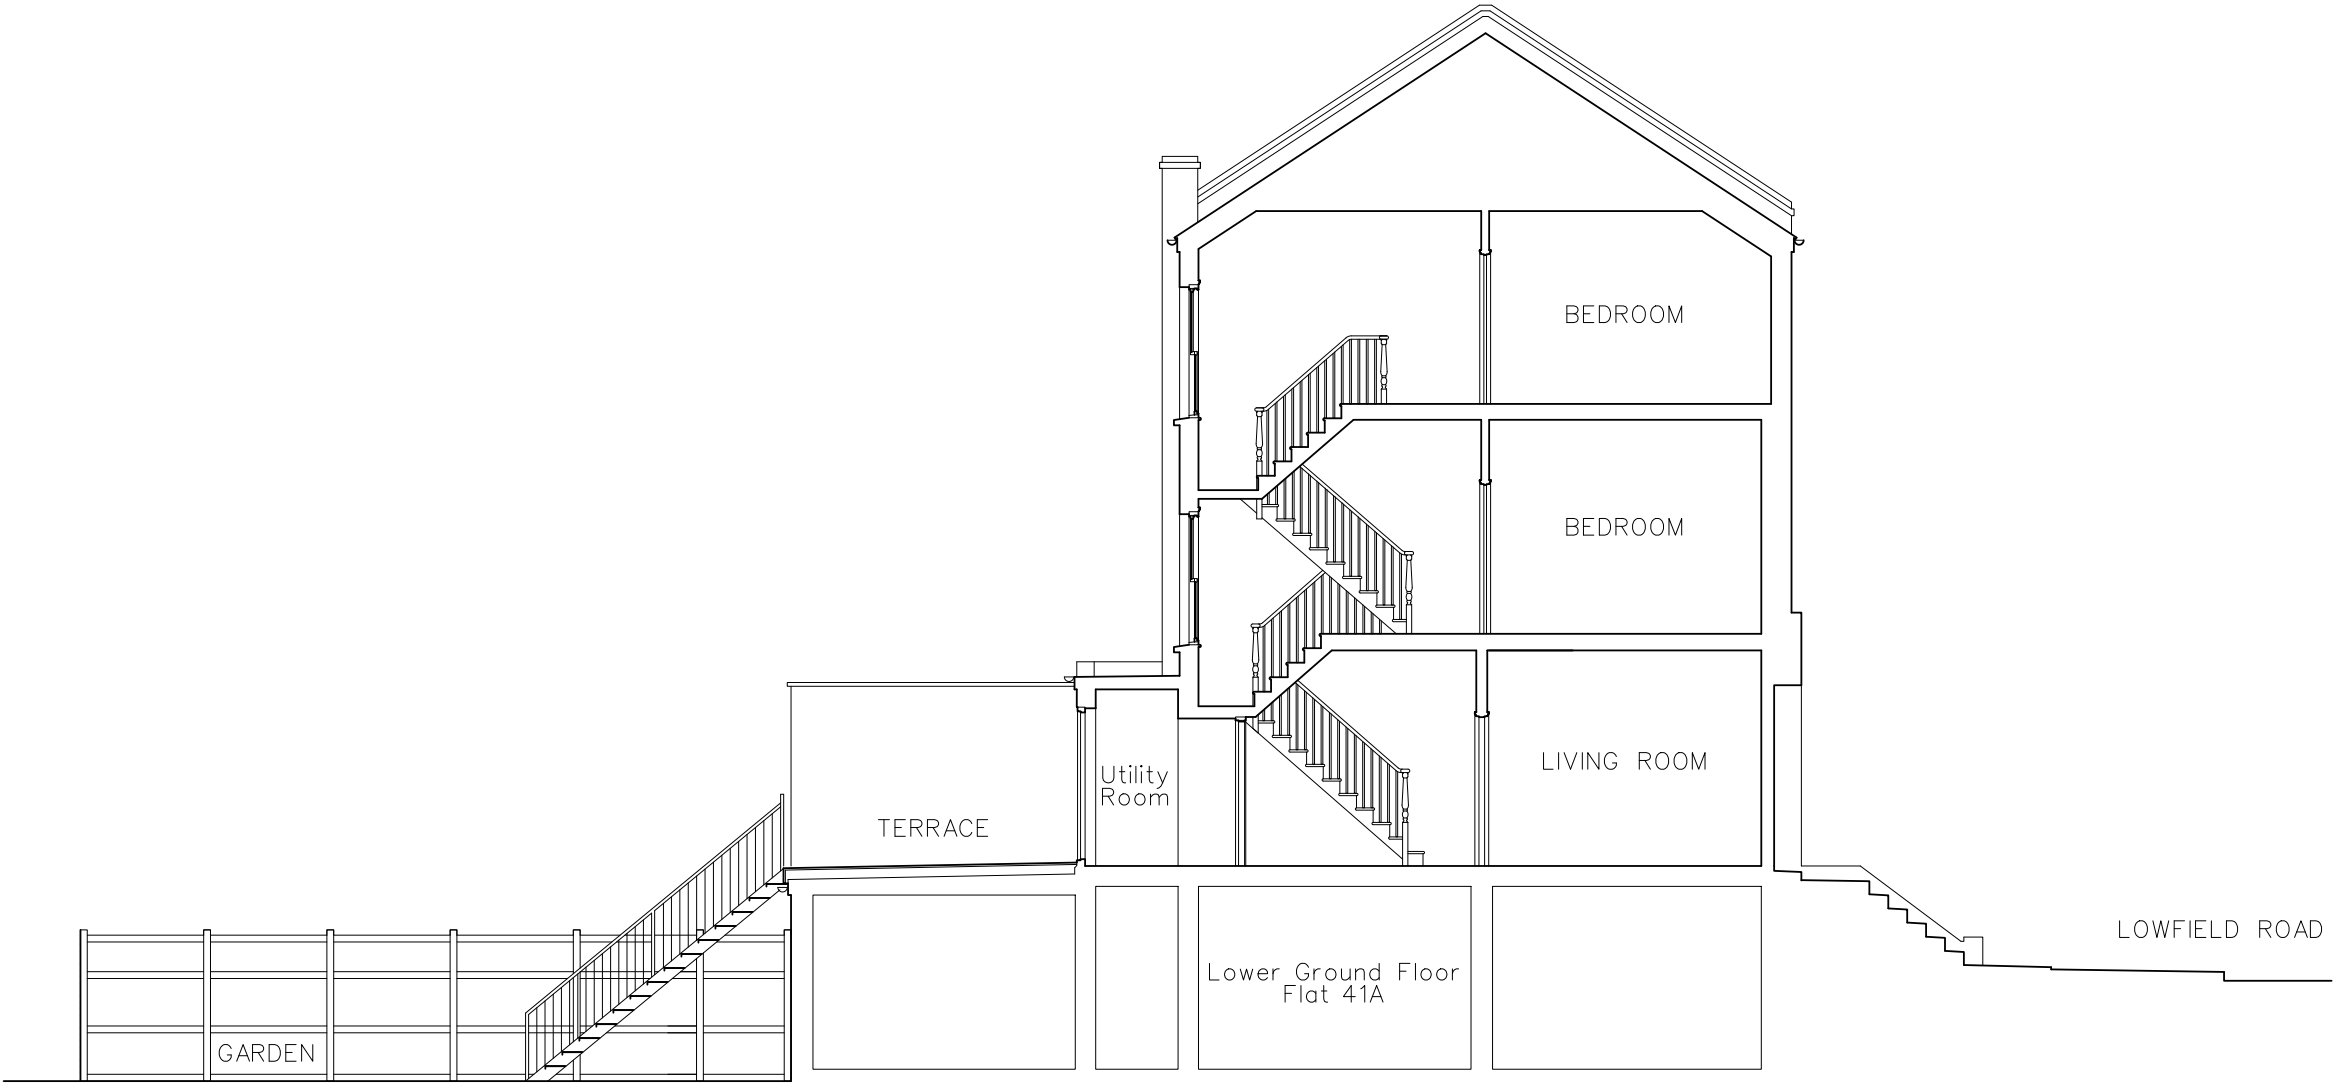 BEDROOM
BEDROOM
LIVING ROOM
Utility
Room
TERRACE
LOWFIELD ROAD
Lower Ground Floor
Flat 41A
GARDEN